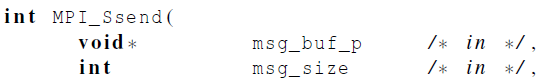 int MPI_Ssend(
void* msg_buf_p /* in */,
int msg_size /* in */,